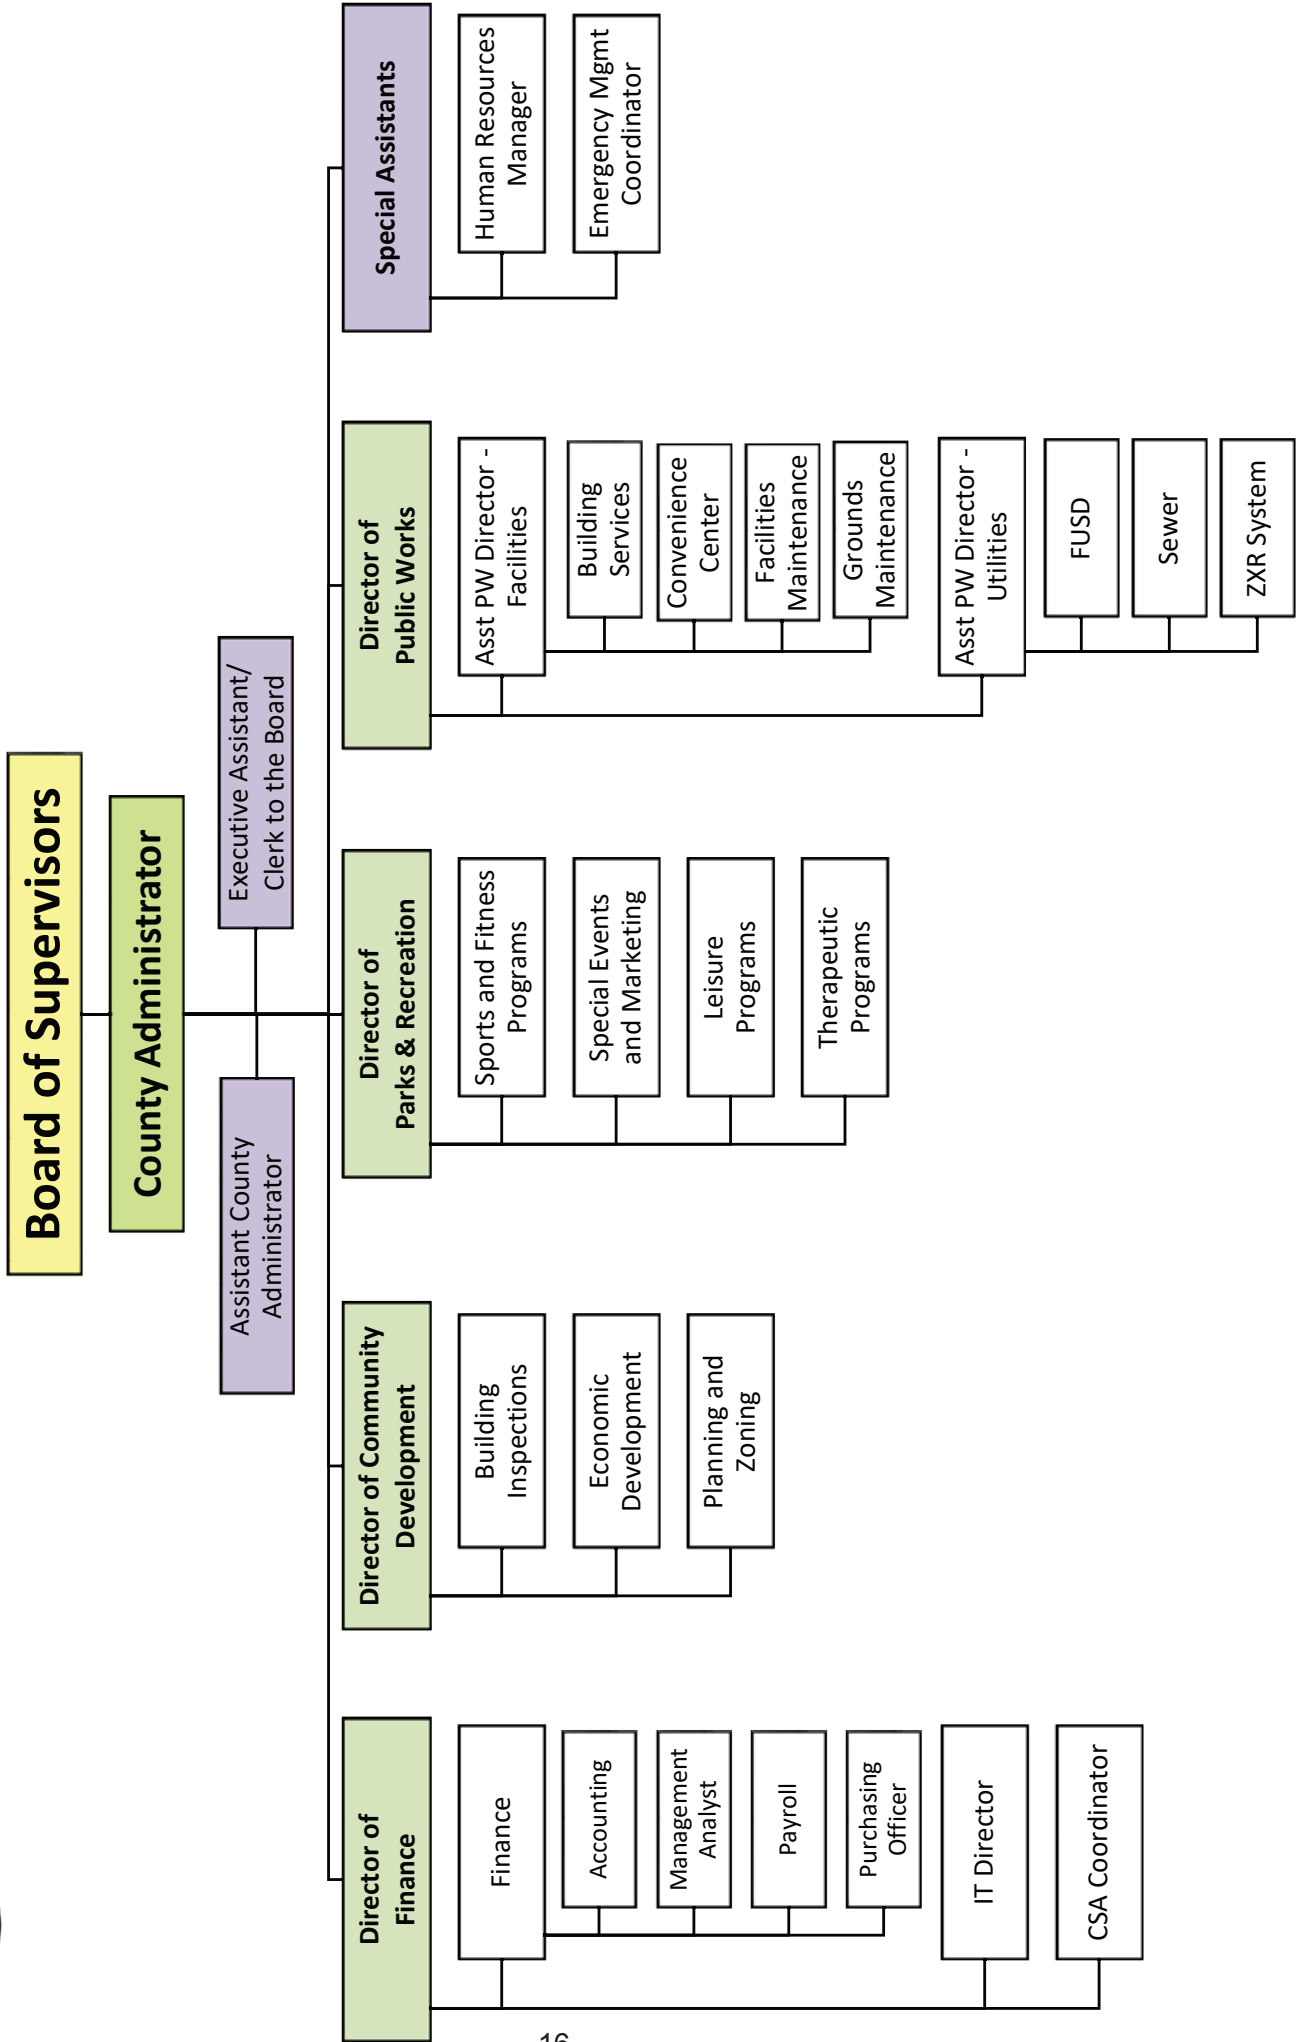 Board of Supervisors
County Administrator
Assistant County
Administrator
Executive Assistant/
Clerk to the Board
Director of
Finance
Finance
Accounting
Management
Analyst
Payroll
Purchasing
Officer
IT Director
CSA Coordinator
Director of Community
Development
Building
Inspections
Economic
Development
Planning and
Zoning
Director of
Parks & Recreation
Sports and Fitness
Programs
Special Events
and Marketing
Leisure
Programs
Therapeutic
Programs
Director of
Public Works
Asst PW Director -
Facilities
Building
Services
Convenience
Center
Facilities
Maintenance
Grounds
Maintenance
Asst PW Director -
Utilities
FUSD
Sewer
ZXR System
Special Assistants
Human Resources
Manager
Emergency Mgmt
Coordinator
16